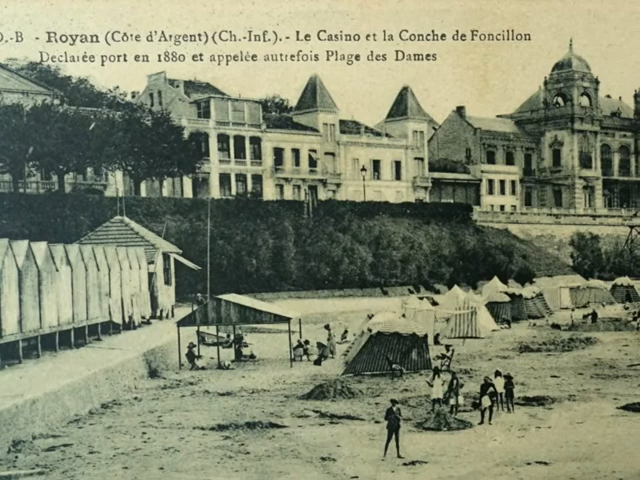 D.-B - Royan (Côte d'Argent) (Ch.-Inf.). - Le Casino et la Conche de Foncillon
Declarée port en 1880 et appelée autrefois Plage des Dames